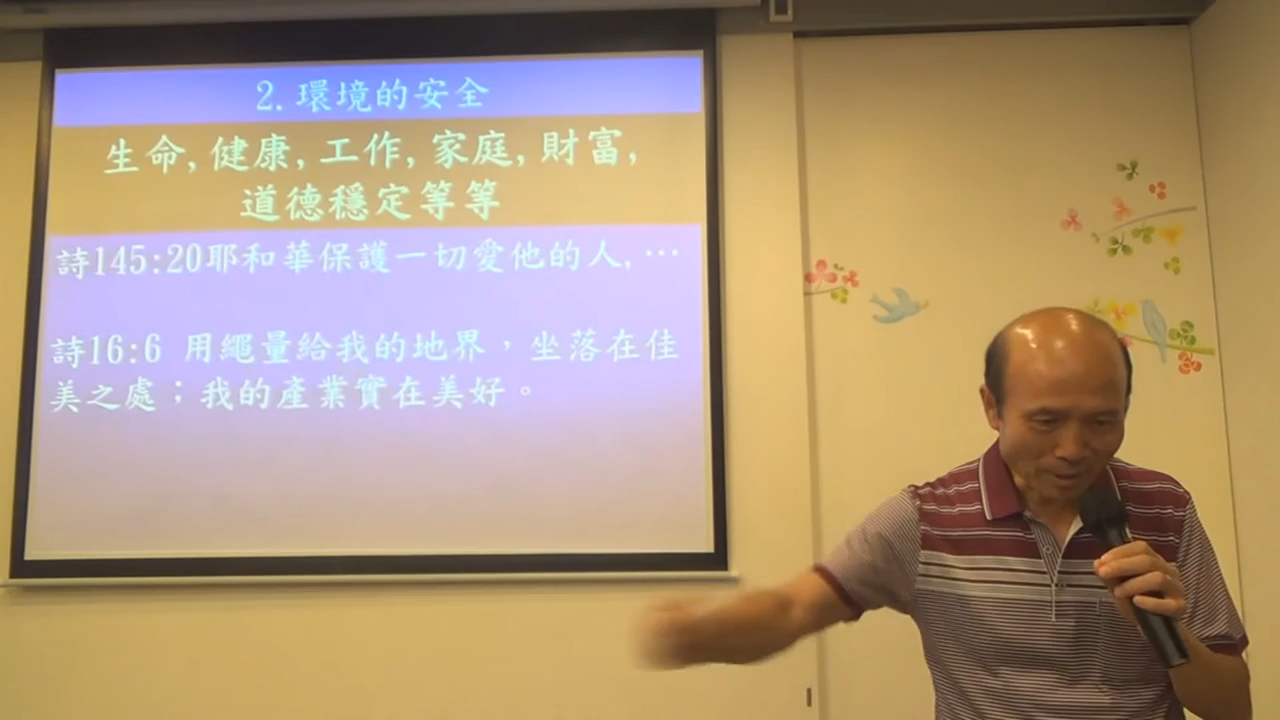 2.環境的安全
生命,健康,工作,家庭,財富,
道德穩定等等
詩145:20耶和華保護一切愛他的人,…
詩16:6 用繩量給我的地界，坐落在佳
美之處；我的產業實在美好。